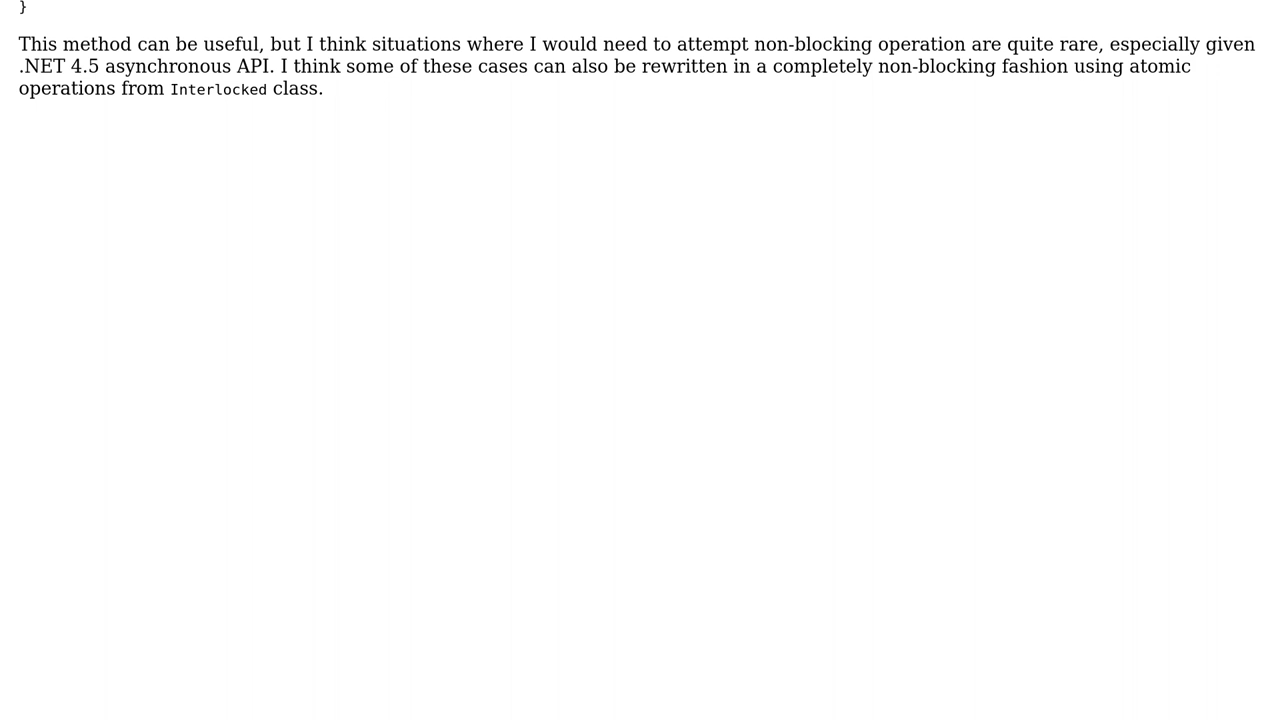 }
This method can be useful, but I think situations where I would need to attempt non-blocking operation are quite rare, especially given
.NET 4.5 asynchronous API. I think some of these cases can also be rewritten in a completely non-blocking fashion using atomic
operations from Interlocked class.